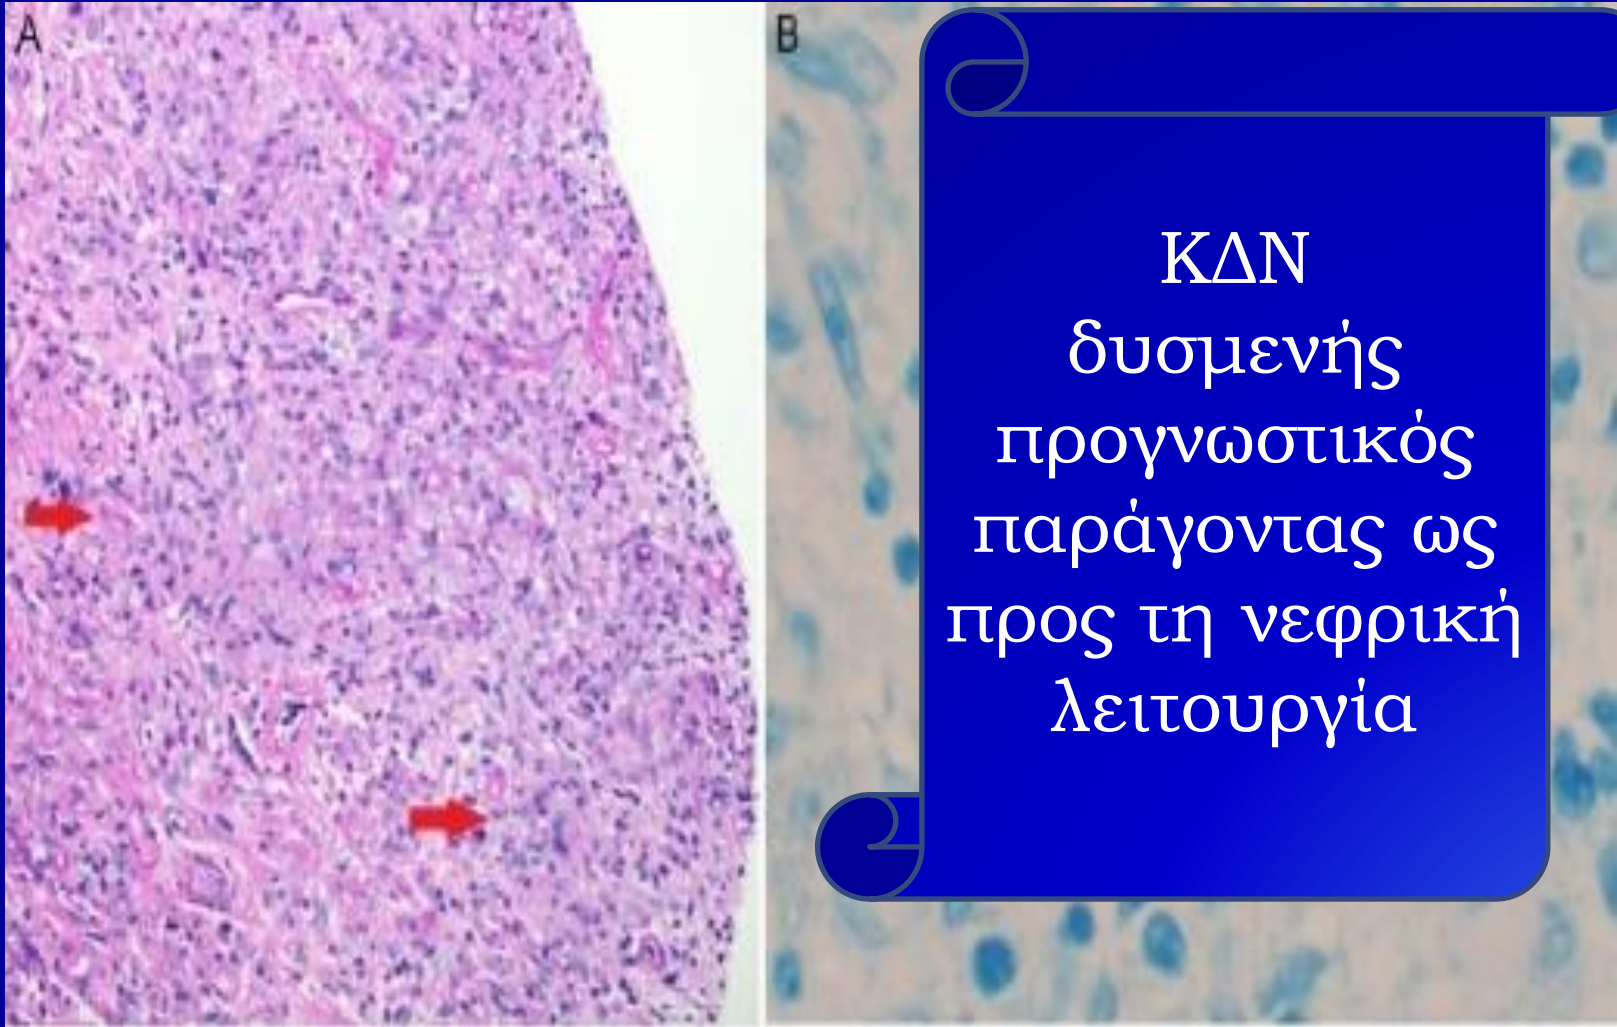 A
B
ΚΔΝ
δυσμενής
προγνωστικός
παράγοντας ως
προς τη νεφρική
λειτουργία